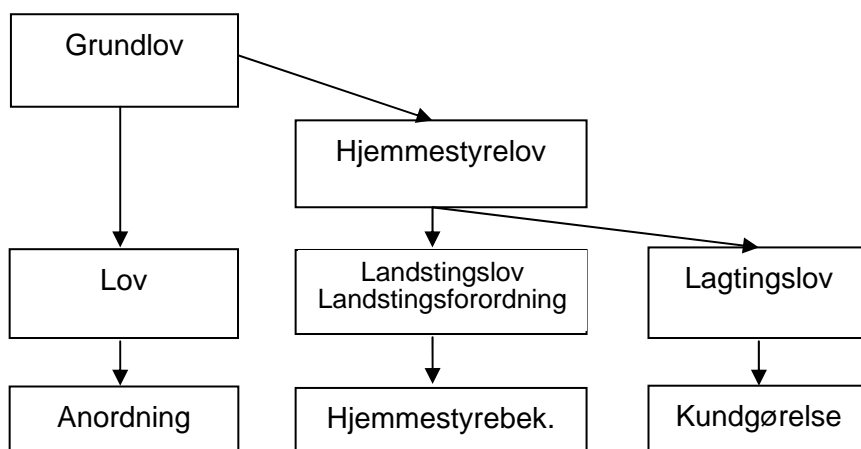 Grundlov
Hjemmestyrelov
Lov
Landstingslov
Landstingsforordning
Lagtingslov
Anordning
Hjemmestyrebek.
Kundgørelse